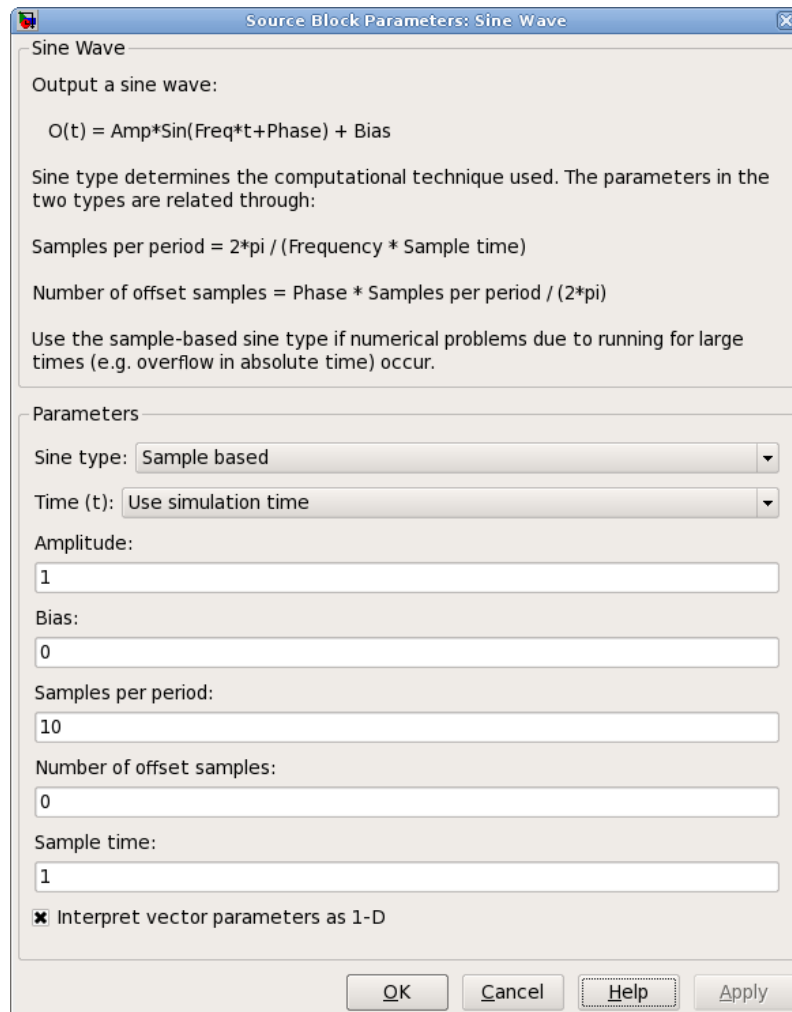 Source Block Parameters: Sine Wave
Sine Wave
Output a sine wave:
O(t) = Amp*Sin(Freq*t+Phase) + Bias
Sine type determines the computational technique used. The parameters in the
two types are related through:
Samples per period = 2*pi / (Frequency * Sample time)
Number of offset samples = Phase * Samples per period / (2*pi)
Use the sample-based sine type if numerical problems due to running for large
times (e.g. overflow in absolute time) occur.
Parameters
Sine type: Sample based
Time (t): Use simulation time
Amplitude:
1
Bias:
0
Samples per period:
10
Number of offset samples:
0
Sample time:
1
Interpret vector parameters as 1-D
OK Cancel Help Apply